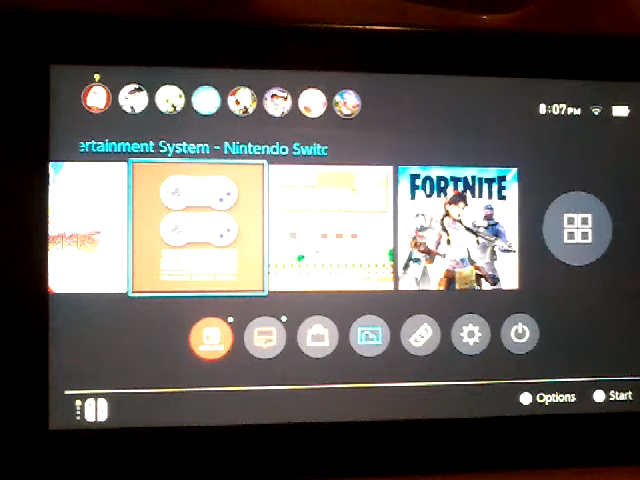 8:07PM
ertainment System - Nintendo Switc
FORTNITE
Options
Start